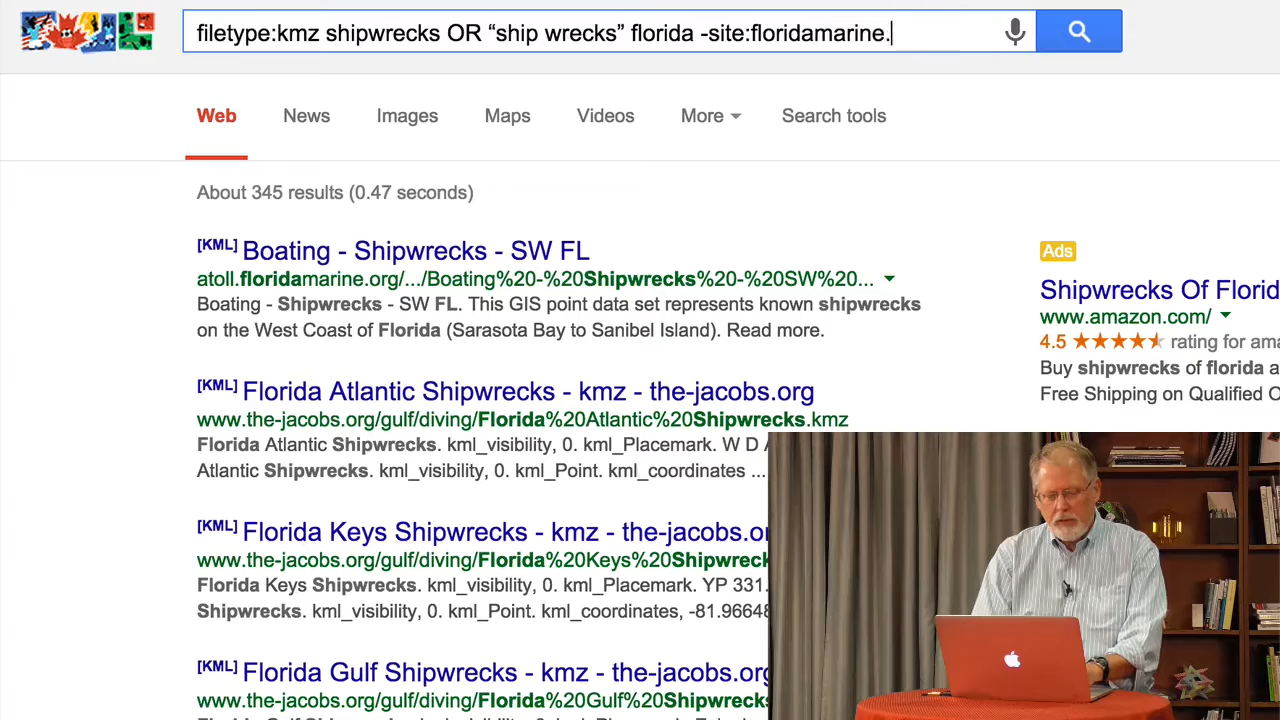 filetype:kmz shipwrecks OR “ship wrecks” florida -site:floridamarine.
Web News Images Maps Videos More Search tools
About 345 results (0.47 seconds)
[KML] Boating - Shipwrecks - SW FL
atoll.floridamarine.org/.../Boating%20-%20Shipwrecks%20-%20SW%20...
Boating - Shipwrecks - SW FL. This GIS point data set represents known shipwrecks
on the West Coast of Florida (Sarasota Bay to Sanibel Island). Read more.
[KML] Florida Atlantic Shipwrecks - kmz - the-jacobs.org
www.the-jacobs.org/gulf/diving/Florida%20Atlantic%20Shipwrecks.kmz
Florida Atlantic Shipwrecks. kml_visibility, 0. kml_Placemark. W D
Atlantic Shipwrecks. kml_visibility, 0. kml_Point. kml_coordinates ...
[KML] Florida Keys Shipwrecks - kmz - the-jacobs.or
www.the-jacobs.org/gulf/diving/Florida%20Keys%20Shipwreck
Florida Keys Shipwrecks. kml_visibility, 0. kml_Placemark. YP 331.
Shipwrecks. kml_visibility, 0. kml_Point. kml_coordinates, -81.96648
[KML] Florida Gulf Shipwrecks - kmz - the-jacobs.org
www.the-jacobs.org/gulf/diving/Florida%20Gulf%20Shipwrecks
Ads
Shipwrecks Of Florid
www.amazon.com/
4.5 ★★★★★ rating for ama
Buy shipwrecks of florida a
Free Shipping on Qualified O